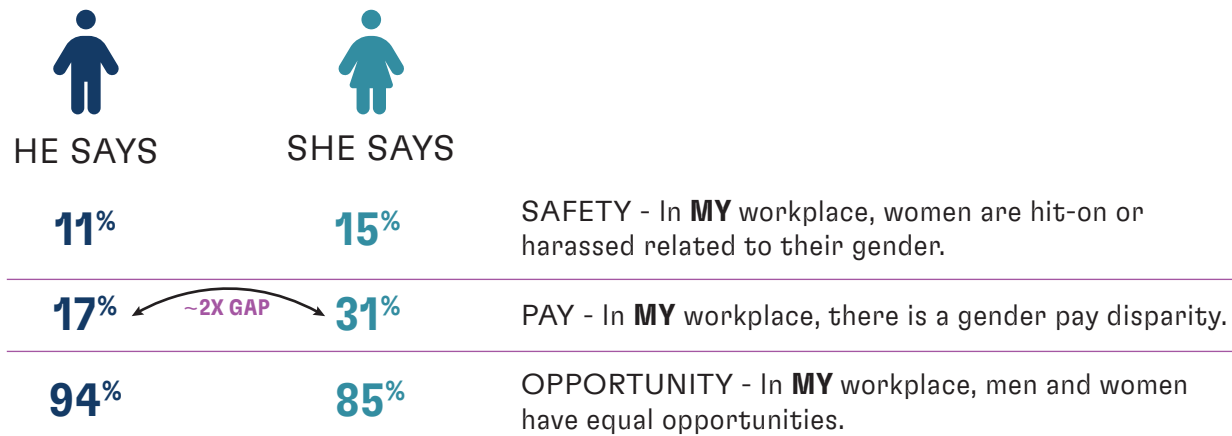 HE SAYS
SHE SAYS
11%
15%
SAFETY - In MY workplace, women are hit-on or
harassed related to their gender.
17%
~2X GAP
31%
PAY - In MY workplace, there is a gender pay disparity.
94%
85%
OPPORTUNITY - In MY workplace, men and women
have equal opportunities.